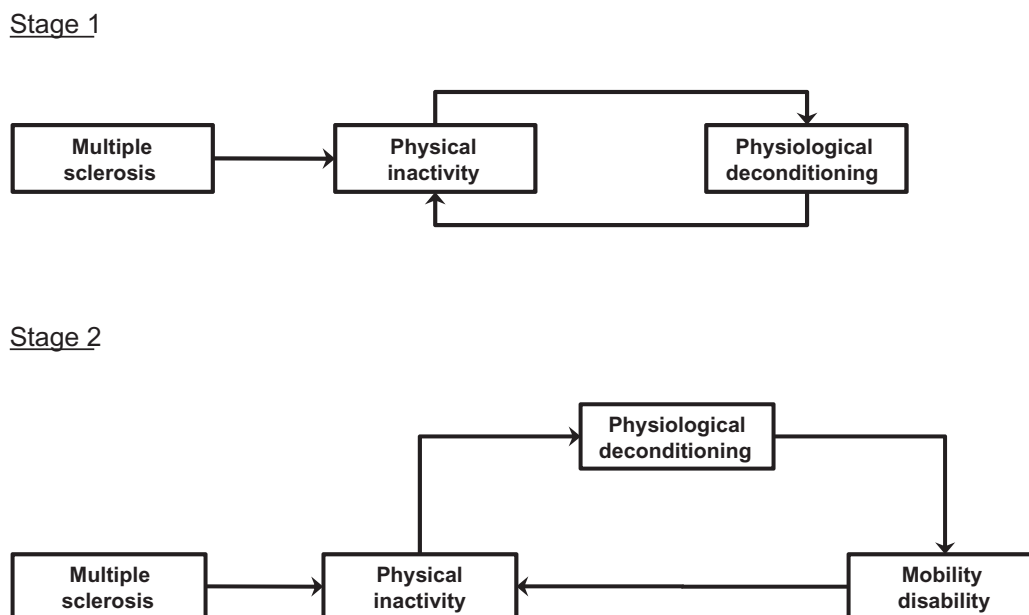 Stage 1
Multiple
sclerosis
Physical
inactivity
Physiological
deconditioning
Stage 2
Physiological
deconditioning
Multiple
sclerosis
Physical
inactivity
Mobility
disability